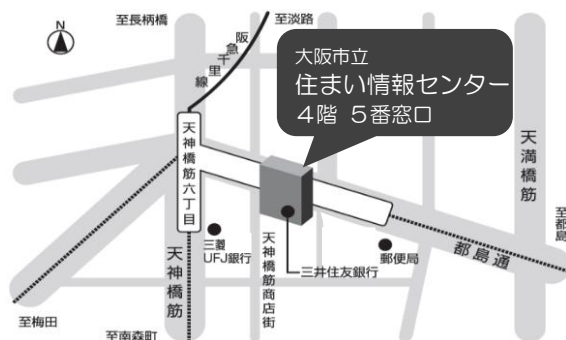 至長柄橋
至淡路
N
阪急千里線
大阪市立
住まい情報センター
4階 5番窓口
天神橋筋六丁目
天満橋筋
至都島
三菱
UFJ銀行
天神橋筋
天神橋筋商店街
三井住友銀行
郵便局
都島通
至梅田
至南森町